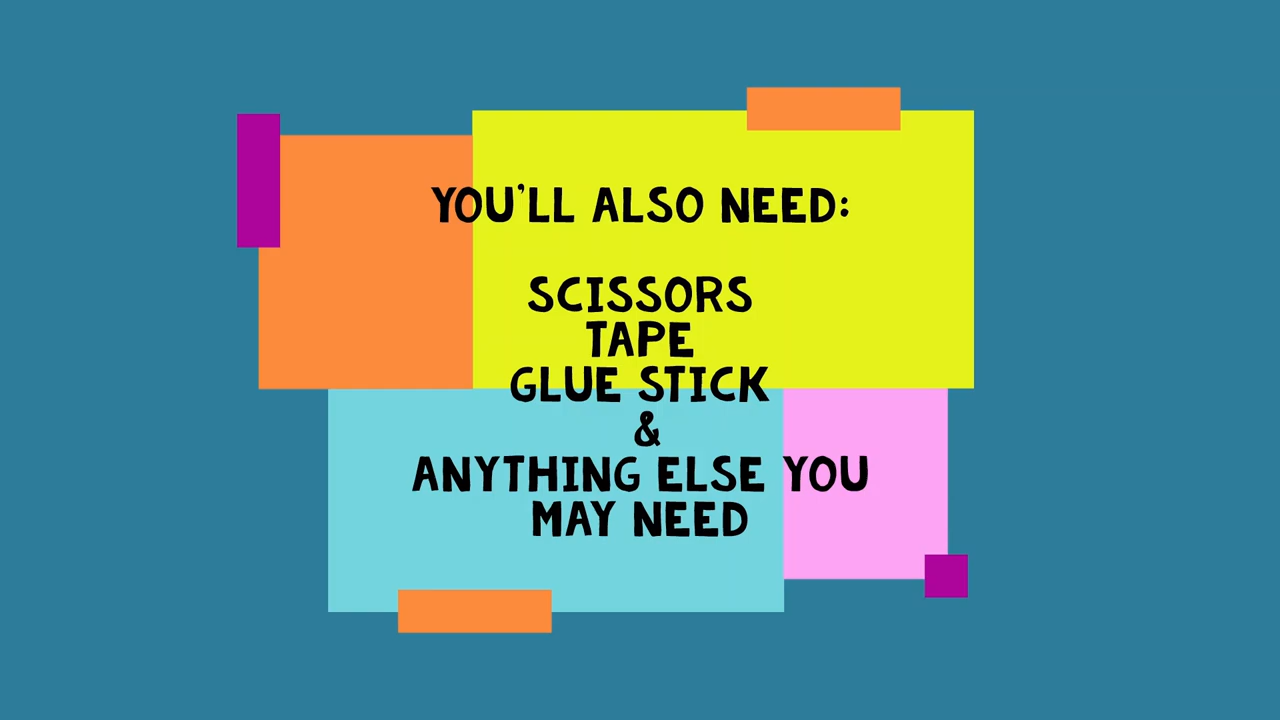 YOU'LL ALSO NEED:
SCISSORS
TAPE
GLUE STICK
&
ANYTHING ELSE YOU
MAY NEED